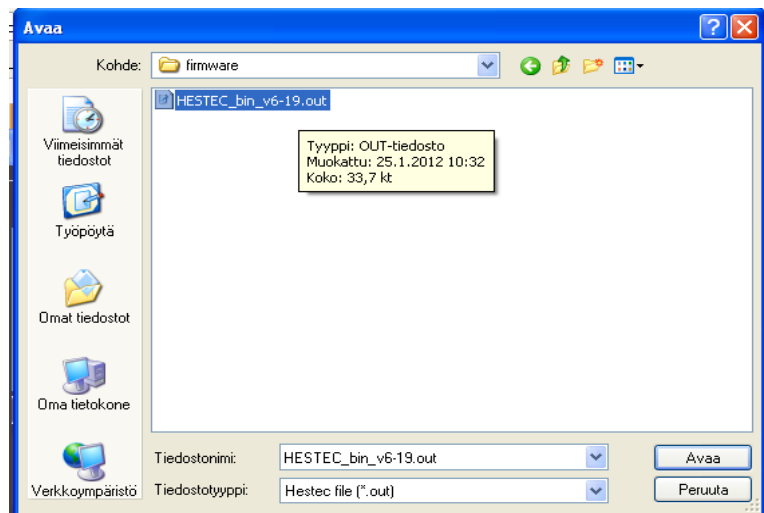 Avaa
Kohde:
firmware
HESTEC_bin_v6-19.out
Tyyppi: OUT-tiedosto
Muokattu: 25.1.2012 10:32
Koko: 33,7 kt
Viimeisimmät
tiedostot
Työpöytä
Omat tiedostot
Oma tietokone
Verkkoympäristö
Tiedostonimi:
HESTEC_bin_v6-19.out
Avaa
Tiedostotyyppi:
Hestec file (*.out)
Peruuta